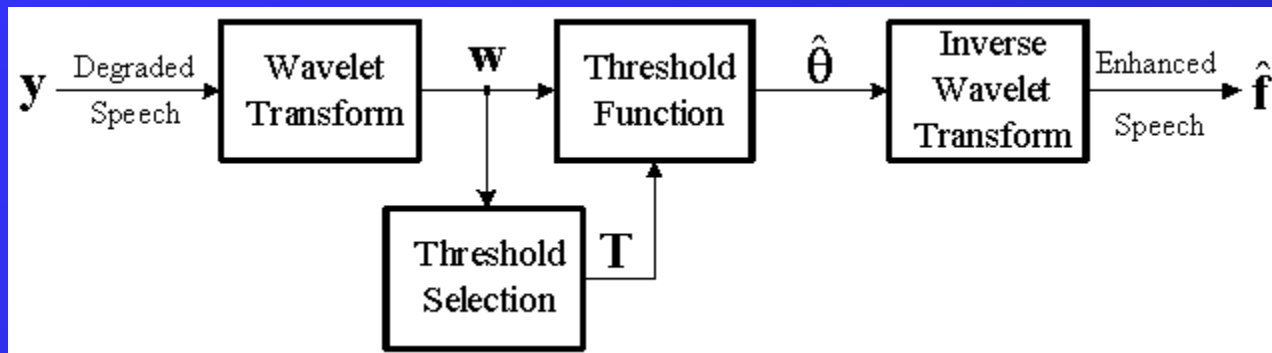 y
Degraded
Speech
Wavelet
Transform
w
Threshold
Function
θ̂
Inverse
Wavelet
Transform
Enhanced
Speech
f̂
Threshold
Selection
T